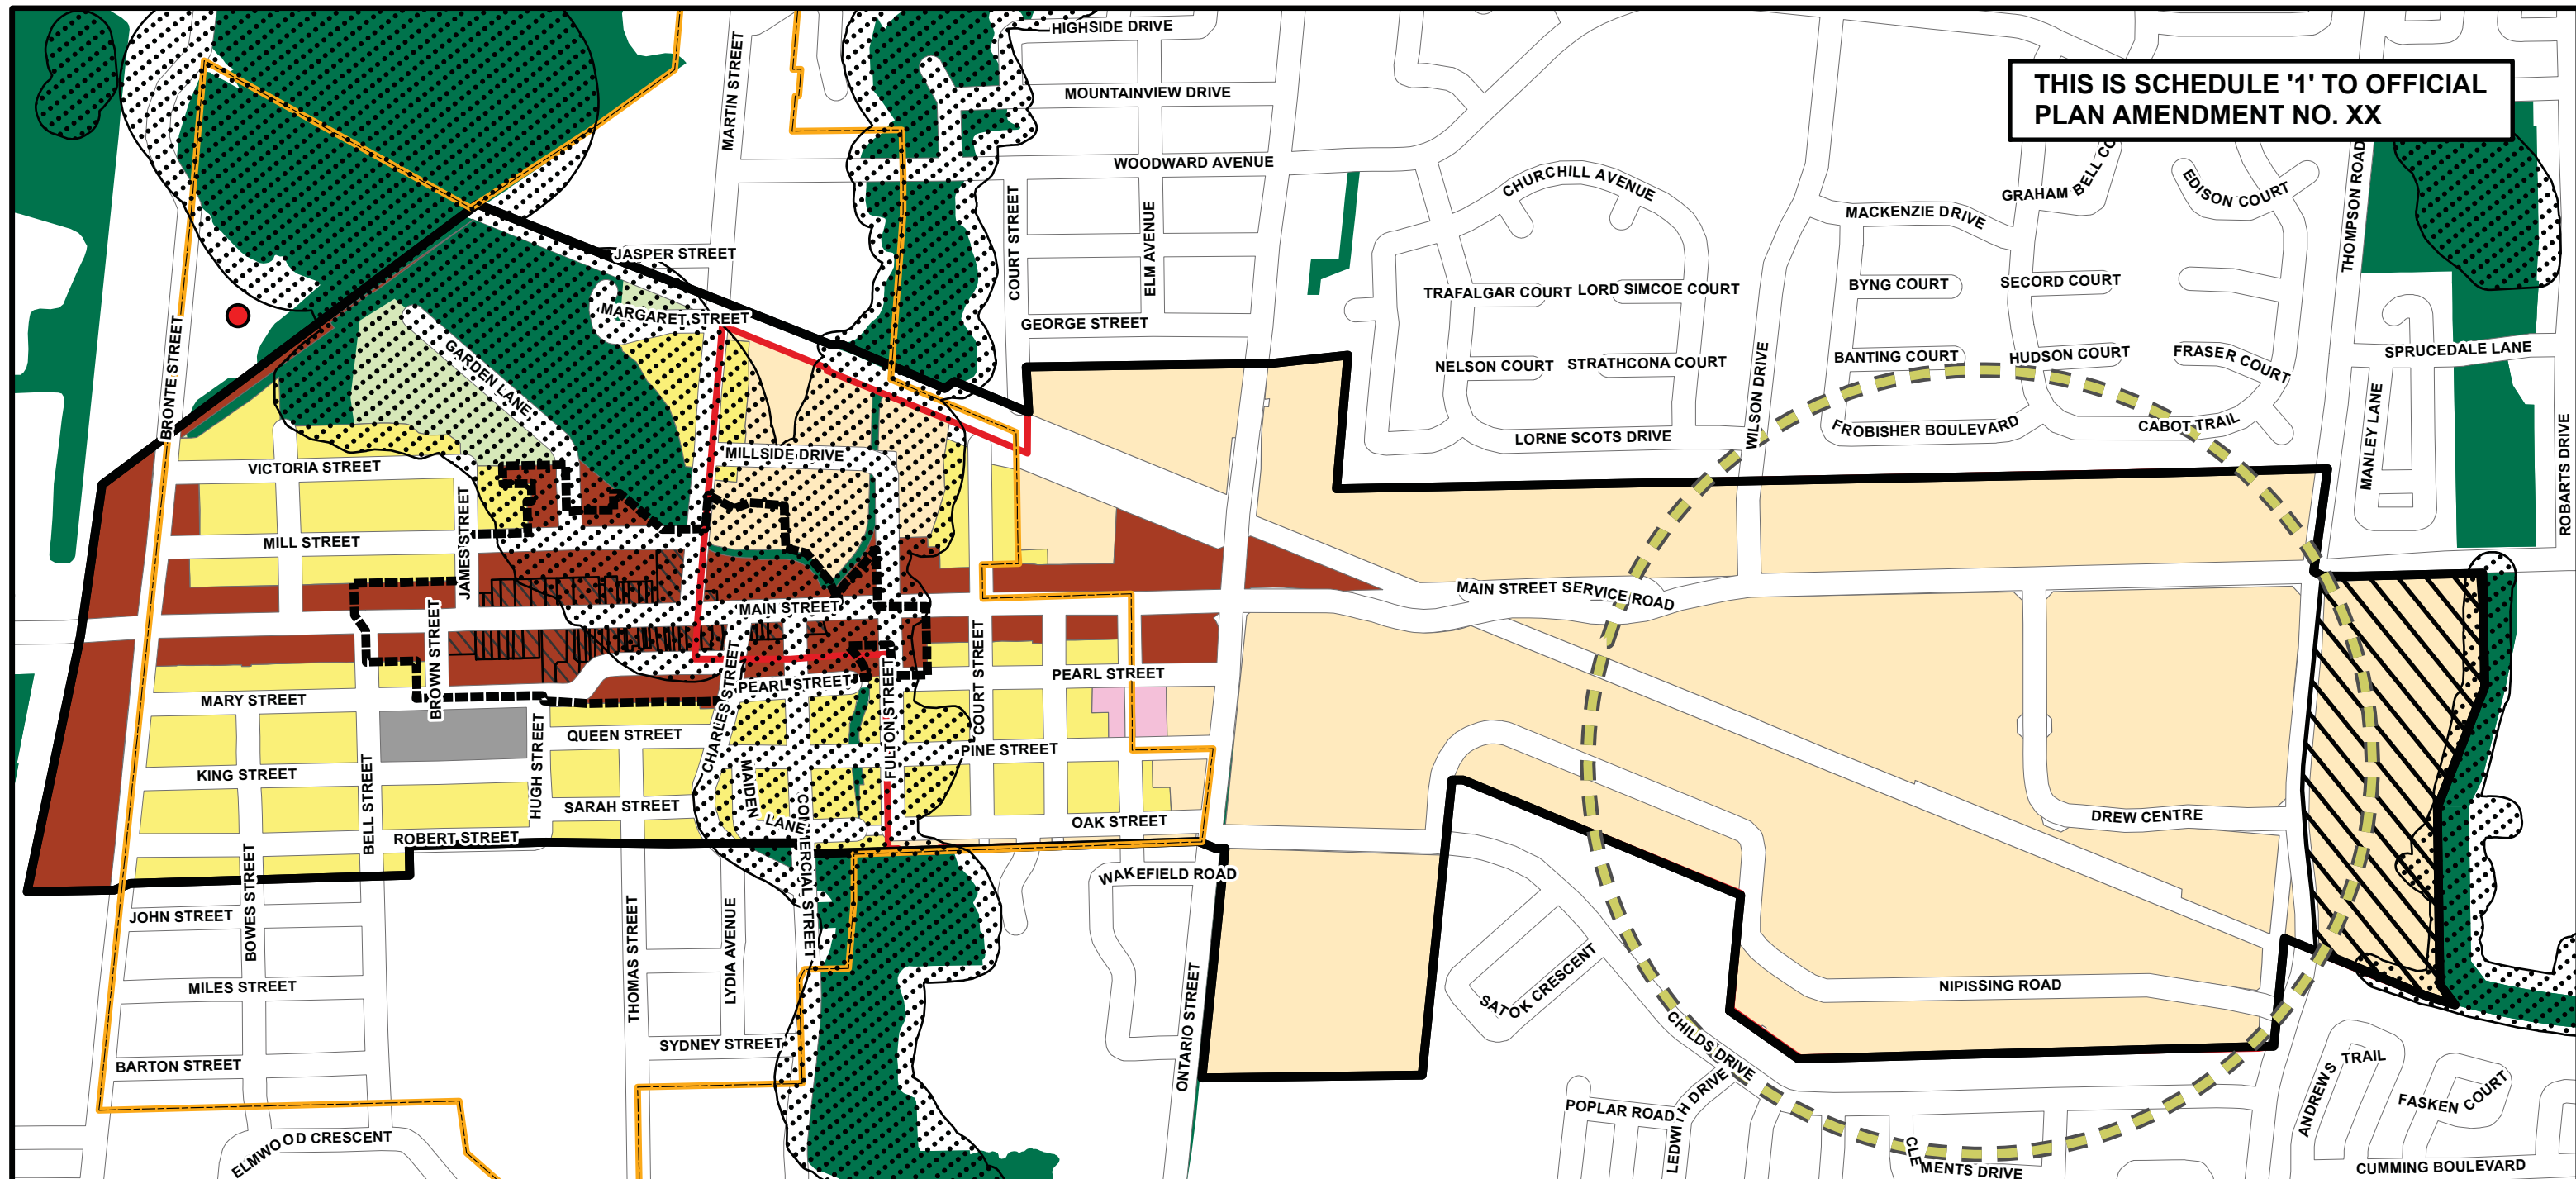 HIGHSIDE DRIVE
THIS IS SCHEDULE '1' TO OFFICIAL
PLAN AMENDMENT NO. XX
MARTIN STREET
MOUNTAINVIEW DRIVE
WOODWARD AVENUE
CHURCHILL AVENUE
GRAHAM BELL CO
EDISON COURT
THOMPSON ROAD
MACKENZIE DRIVE
COURT STREET
ELM AVENUE
JASPER STREET
TRAFALGAR COURT
LORD SIMCOE COURT
BYNG COURT
SECORD COURT
MARGARET STREET
GEORGE STREET
BRONTE STREET
GARDEN LANE
NELSON COURT
STRATHCONA COURT
WILSON DRIVE
BANTING COURT
HUDSON COURT
FRASER COURT
SPRUCEDALE LANE
MANLEY LANE
ROBARTS DRIVE
LORNE SCOTS DRIVE
FROBISHER BOULEVARD
CABOT TRAIL
VICTORIA STREET
MILLSIDE DRIVE
MILL STREET
JAMES STREET
MAIN STREET
MAIN STREET SERVICE ROAD
BROWN STREET
CHARLES STREET
FULTON STREET
COURT STREET
MARY STREET
PEARL STREET
PEARL STREET
HUGH STREET
QUEEN STREET
PINE STREET
KING STREET
BELL STREET
SARAH STREET
MAIDEN LANE
COMMERCIAL STREET
OAK STREET
DREW CENTRE
ROBERT STREET
WAKEFIELD ROAD
JOHN STREET
BOWES STREET
THOMAS STREET
LYDIA AVENUE
ONTARIO STREET
MILES STREET
SATOK CRESCENT
NIPISSING ROAD
SYDNEY STREET
CHILDS DRIVE
BARTON STREET
POPLAR ROAD
LEDWITH DRIVE
ANDREWS TRAIL
FASKEN COURT
ELMWOOD CRESCENT
CLEMENTS DRIVE
CUMMING BOULEVARD